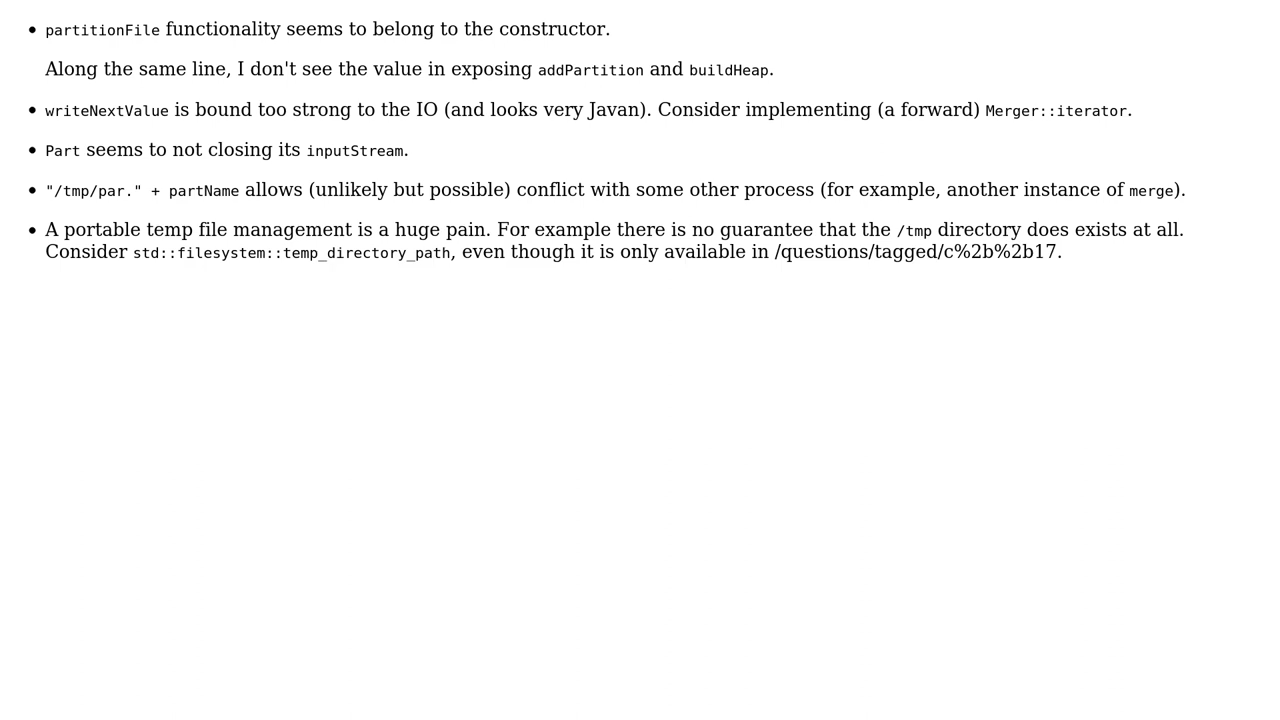 • partitionFile functionality seems to belong to the constructor.
Along the same line, I don't see the value in exposing addPartition and buildHeap.
• writeNextValue is bound too strong to the IO (and looks very Javan). Consider implementing (a forward) Merger::iterator.
• Part seems to not closing its inputStream.
• "/tmp/par." + partName allows (unlikely but possible) conflict with some other process (for example, another instance of merge).
• A portable temp file management is a huge pain. For example there is no guarantee that the /tmp directory does exists at all.
Consider std::filesystem::temp_directory_path, even though it is only available in /questions/tagged/c%2b%2b17.